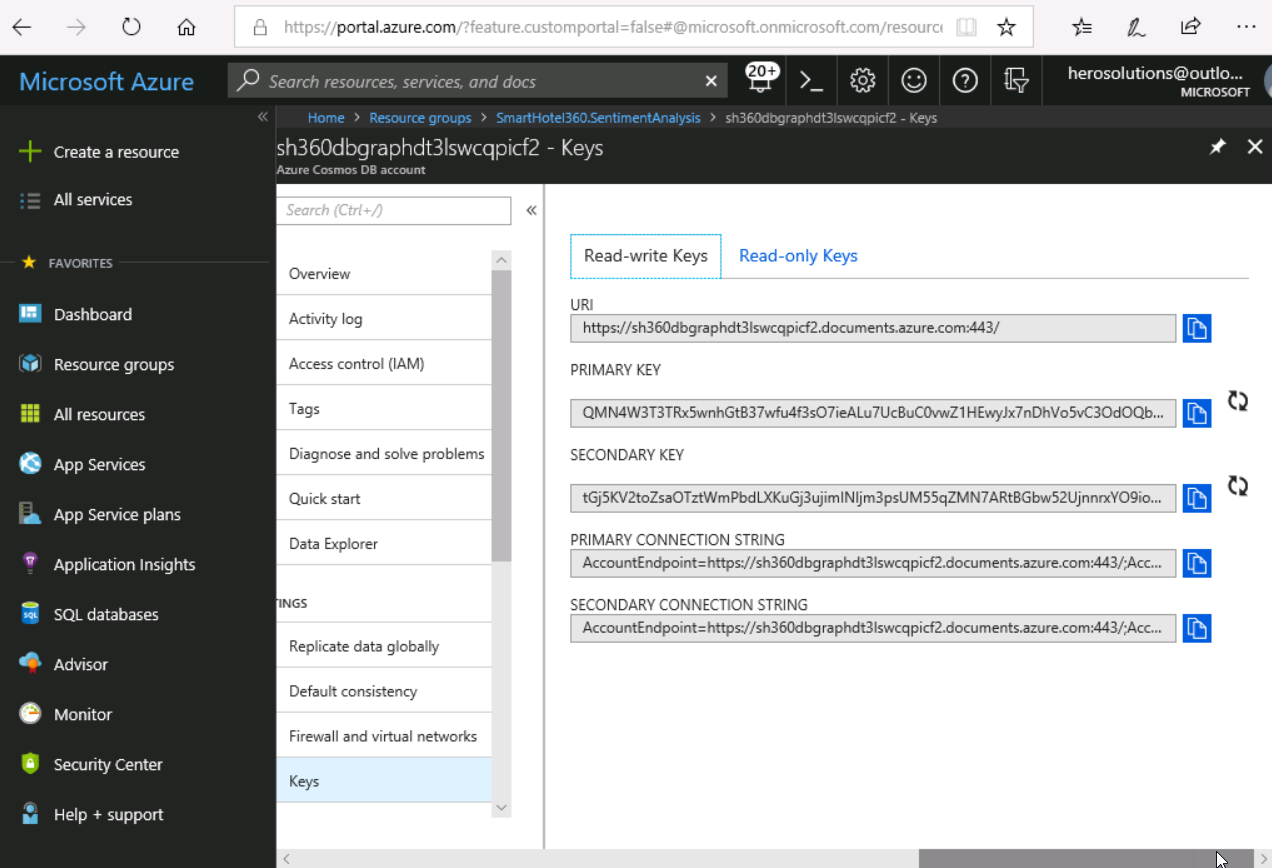 https://portal.azure.com/?feature.customportal=false#@microsoft.onmicrosoft.com/resourc
Microsoft Azure
Search resources, services, and docs
20+
herosolutions@outlo...
MICROSOFT
Home > Resource groups > SmartHotel360.SentimentAnalysis > sh360dbgraphdt3lswcqpicf2 - Keys
sh360dbgraphdt3lswcqpicf2 - Keys
Azure Cosmos DB account
Create a resource
All services
FAVORITES
Dashboard
Resource groups
All resources
App Services
App Service plans
Application Insights
SQL
SQL databases
Advisor
Monitor
Security Center
Help + support
Search (Ctrl+/)
Overview
Activity log
Access control (IAM)
Tags
Diagnose and solve problems
Quick start
Data Explorer
INGS
Replicate data globally
Default consistency
Firewall and virtual networks
Keys
Read-write Keys
Read-only Keys
URI
https://sh360dbgraphdt3lswcqpicf2.documents.azure.com:443/
PRIMARY KEY
QMN4W3T3TRx5wnhGtB37wfu4f3sO7ieALu7UcBuC0vwZ1HEwyJx7nDhVo5vC3OdOQb...
SECONDARY KEY
tGj5KV2toZsaOTztWmPbdLXKuGj3ujimINIjm3psUM55qZMN7ARtBGbw52UjnnrxYO9io...
PRIMARY CONNECTION STRING
AccountEndpoint=https://sh360dbgraphdt3lswcqpicf2.documents.azure.com:443/;Acc...
SECONDARY CONNECTION STRING
AccountEndpoint=https://sh360dbgraphdt3lswcqpicf2.documents.azure.com:443/;Acc...